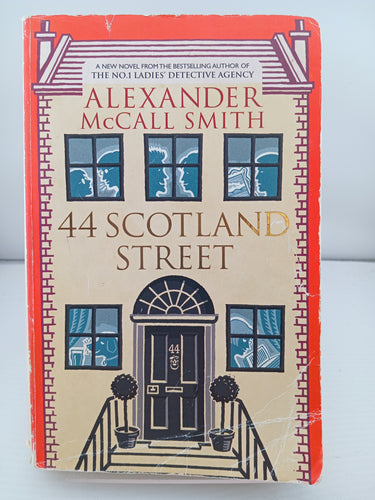 A NEW NOVEL FROM THE BESTSELLING AUTHOR OF
THE NO.1 LADIES' DETECTIVE AGENCY
ALEXANDER
McCALL SMITH
44 SCOTLAND
STREET
44